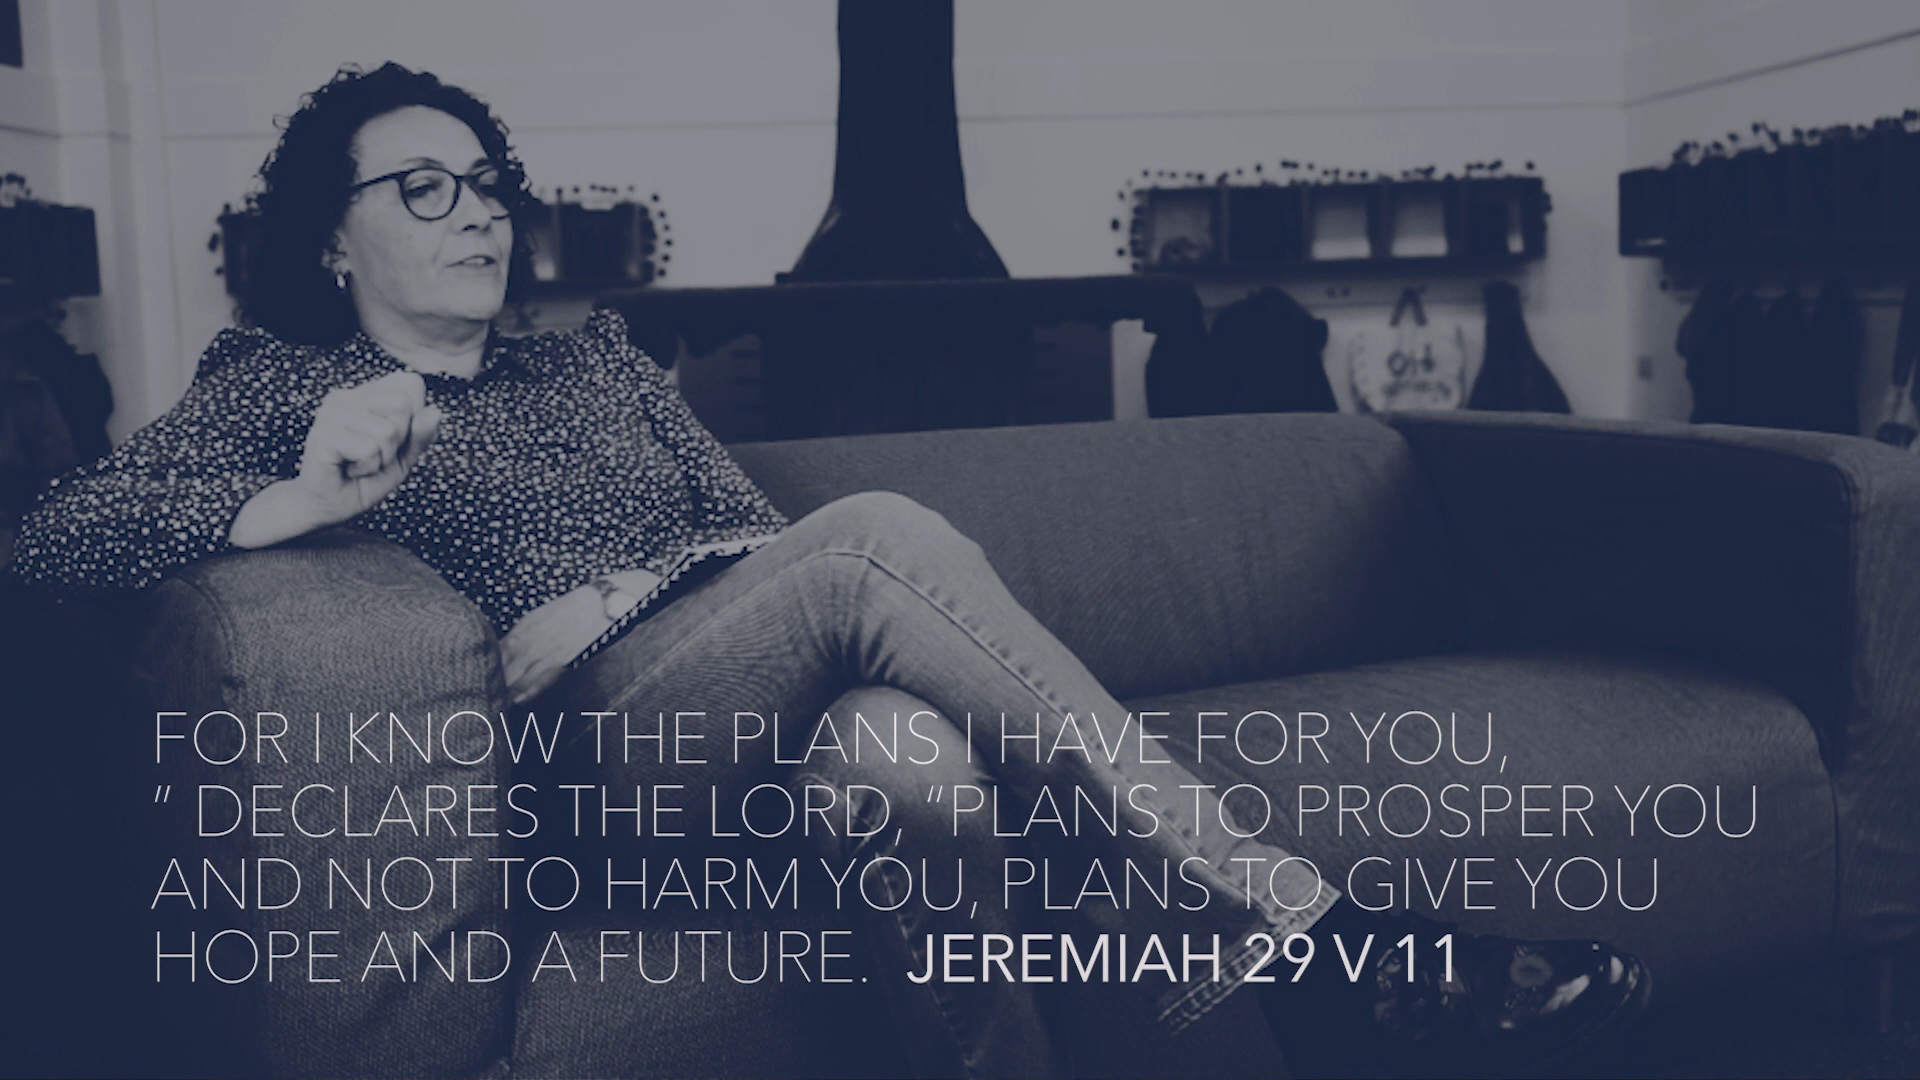 OH
FOR I KNOW THE PLANS I HAVE FOR YOU,
” DECLARES THE LORD, “PLANS TO PROSPER YOU
AND NOT TO HARM YOU, PLANS TO GIVE YOU
HOPE AND A FUTURE. JEREMIAH 29 V 11